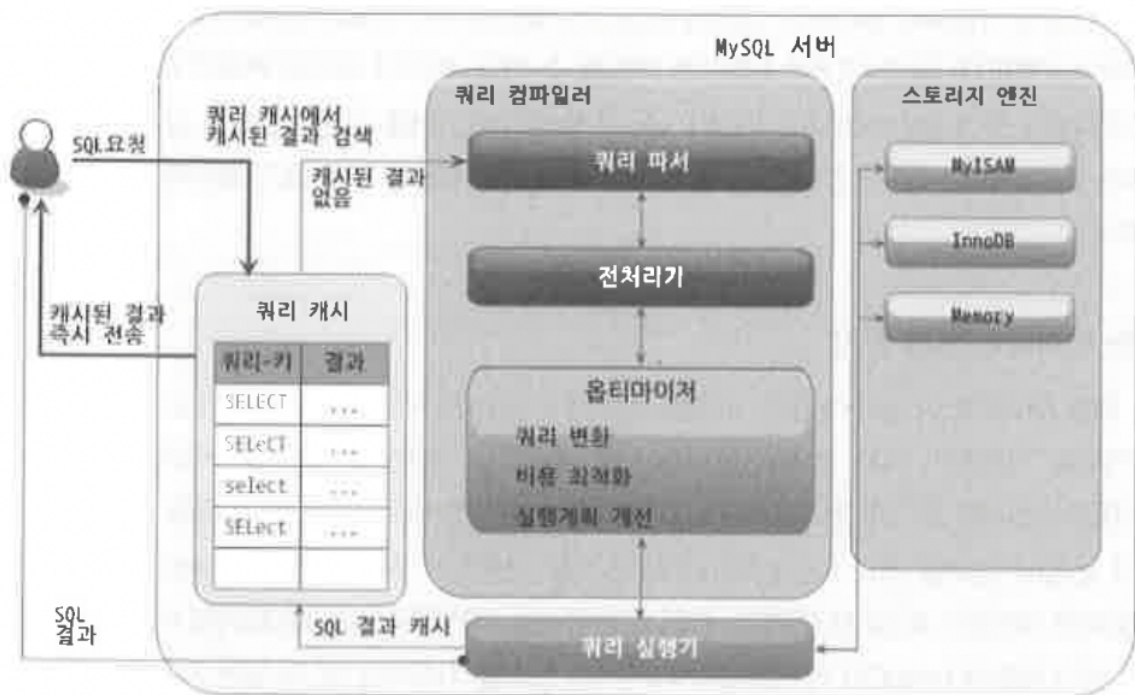 MySQL 서버
쿼리 컴파일러
스토리지 엔진
쿼리 캐시에서
캐시된 결과 검색
SQL요청
캐시된 결과
없음
쿼리 파서
MyISAM
전처리기
InnoDB
쿼리 캐시
캐시된 결과
즉시 전송
Memory
쿼리-키 결과
옵티마이저
SELECT ...
쿼리 변환
SELeCT ...
비용 최적화
select ...
실행계획 개선
SELect ...
SQL
결과
SQL 결과 캐시
쿼리 실행기